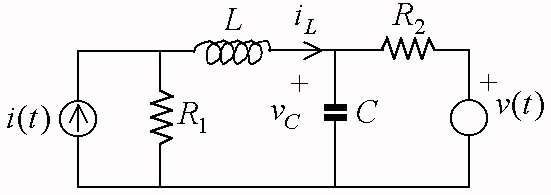 L
i_L
R_2
+
+
i(t)
R_1
v_C
C
v(t)